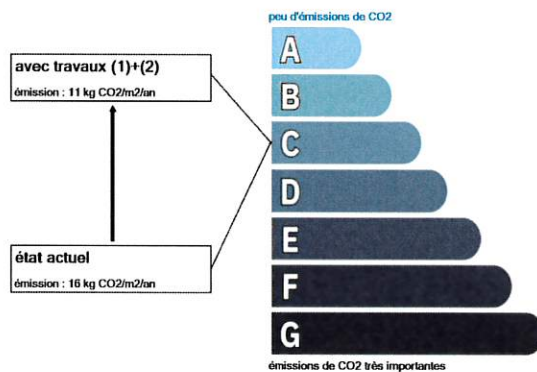 peu d'émissions de CO2
avec travaux (1)+(2)
émission : 11 kg CO2/m2/an
état actuel
émission : 16 kg CO2/m2/an
A
B
C
D
E
F
G
émissions de CO2 très importantes